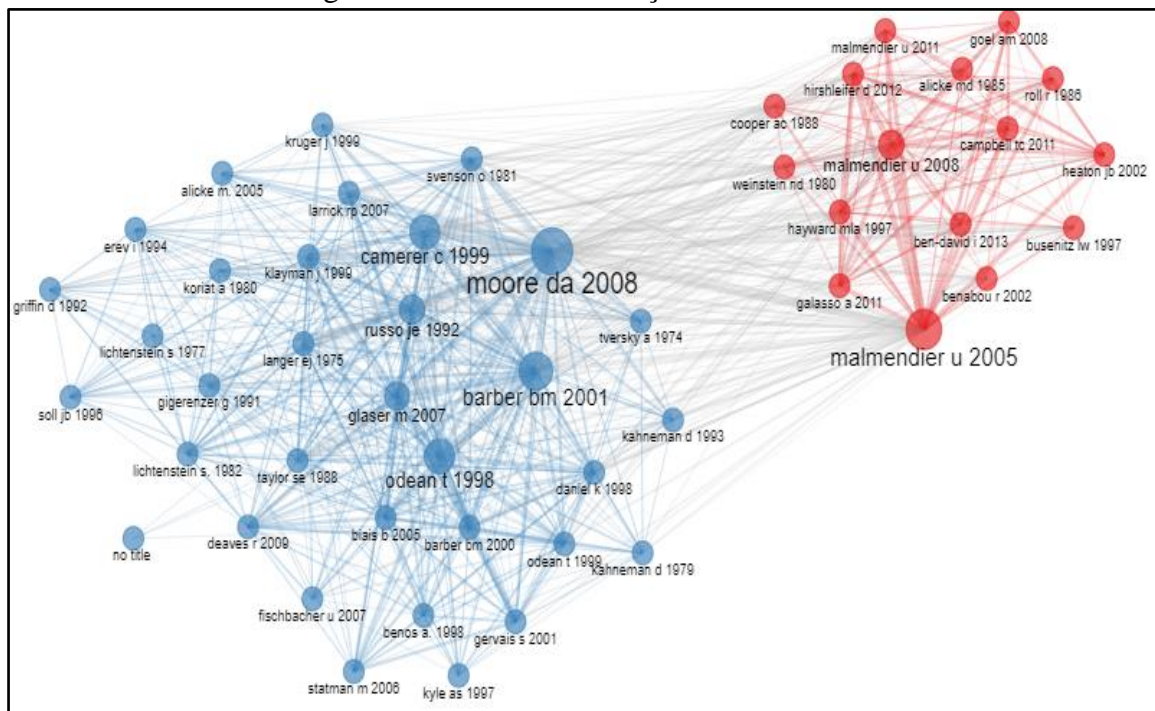 malmendier u 2011
goel am 2008
hirshleifer d 2012
alicke md 1985
roll r 1986
cooper ac 1988
campbell tc 2011
malmendier u 2008
heaton jb 2002
weinstein nd 1980
hayward mla 1997
ben-david i 2013
busenitz lw 1997
galasso a 2011
benabou r 2002
malmendier u 2005
kruger j 1999
svenson o 1981
alicke m. 2005
larrick rp 2007
erev i 1994
camerer c 1999
klayman j 1999
koriat a 1980
moore da 2008
griffin d 1992
russo je 1992
tversky a 1974
lichtenstein s 1977
langer ej 1975
gigerenzer g 1991
barber bm 2001
soll jb 1996
glaser m 2007
kahneman d 1993
lichtenstein s. 1982
taylor se 1988
odean t 1998
daniel k 1998
no title
deaves r 2009
biais b 2005
barber bm 2000
odean t 1999
kahneman d 1979
fischbacher u 2007
benos a. 1998
gervais s 2001
statman m 2006
kyle as 1997